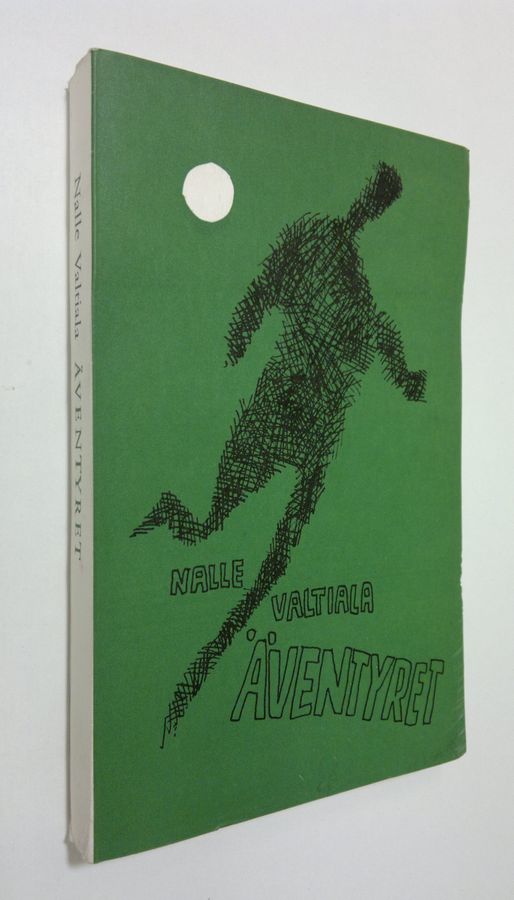 Nalle Valtiala ÄVENTYRET
NALLE
VALTIALA
ÄVENTYRET